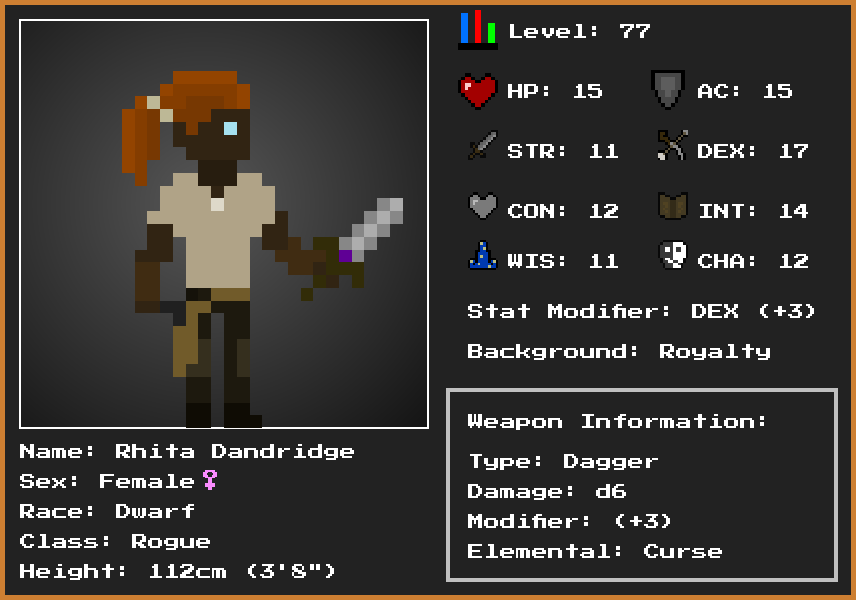 Level: 77
HP: 15
AC: 15
STR: 11
DEX: 17
CON: 12
INT: 14
WIS: 11
CHA: 12
Stat Modifier: DEX (+3)
Background: Royalty
Weapon Information:
Type: Dagger
Damage: d6
Modifier: (+3)
Elemental: Curse
Name: Rhita Dandridge
Sex: Female♀
Race: Dwarf
Class: Rogue
Height: 112cm (3'8")